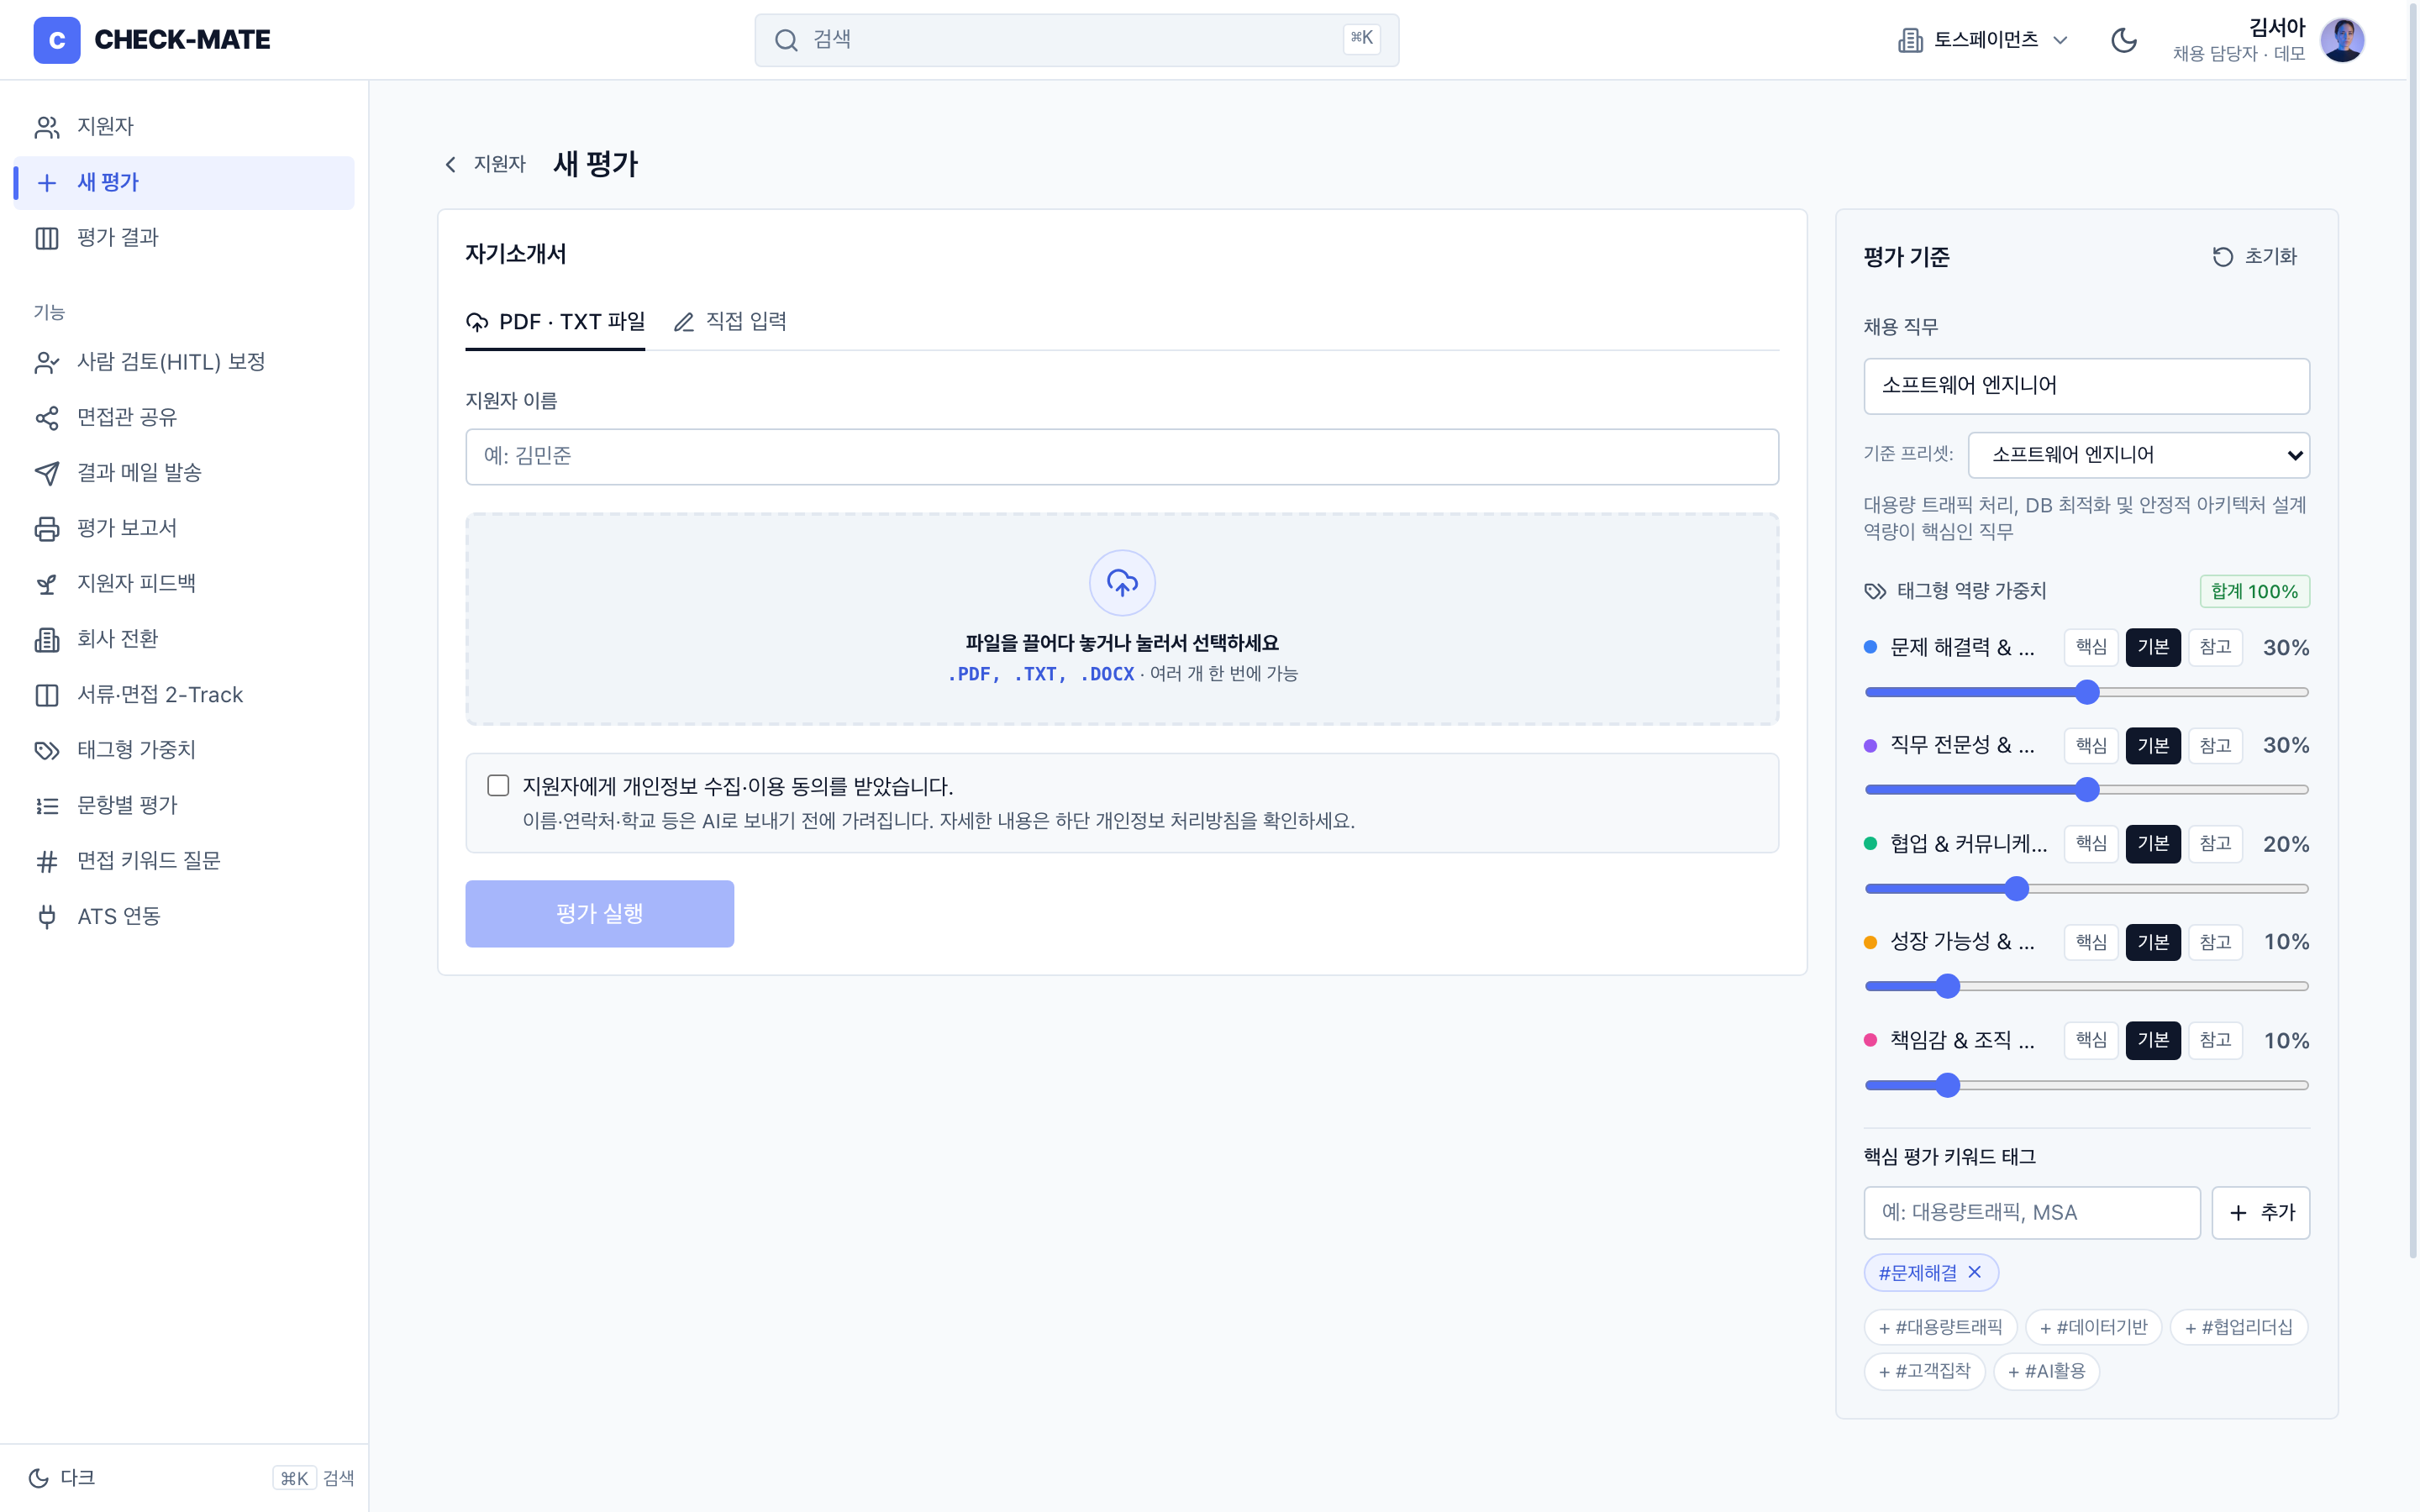 C CHECK-MATE
검색 ⌘K
토스페이먼츠
김서아
채용 담당자 · 데모
지원자
새 평가
평가 결과
기능
사람 검토(HITL) 보정
면접관 공유
결과 메일 발송
평가 보고서
지원자 피드백
회사 전환
서류·면접 2-Track
태그형 가중치
문항별 평가
면접 키워드 질문
ATS 연동
다크 ⌘K 검색
지원자 새 평가
자기소개서
PDF · TXT 파일 직접 입력
지원자 이름
예: 김민준
파일을 끌어다 놓거나 눌러서 선택하세요
.PDF, .TXT, .DOCX · 여러 개 한 번에 가능
지원자에게 개인정보 수집·이용 동의를 받았습니다.
이름·연락처·학교 등은 AI로 보내기 전에 가려집니다. 자세한 내용은 하단 개인정보 처리방침을 확인하세요.
평가 실행
평가 기준 초기화
채용 직무
소프트웨어 엔지니어
기준 프리셋: 소프트웨어 엔지니어
대용량 트래픽 처리, DB 최적화 및 안정적 아키텍처 설계
역량이 핵심인 직무
태그형 역량 가중치 합계 100%
문제 해결력 & ... 핵심 기본 참고 30%
직무 전문성 & ... 핵심 기본 참고 30%
협업 & 커뮤니케... 핵심 기본 참고 20%
성장 가능성 & ... 핵심 기본 참고 10%
책임감 & 조직 ... 핵심 기본 참고 10%
핵심 평가 키워드 태그
예: 대용량트래픽, MSA + 추가
#문제해결 ×
+ #대용량트래픽 + #데이터기반 + #협업리더십
+ #고객집착 + #AI활용